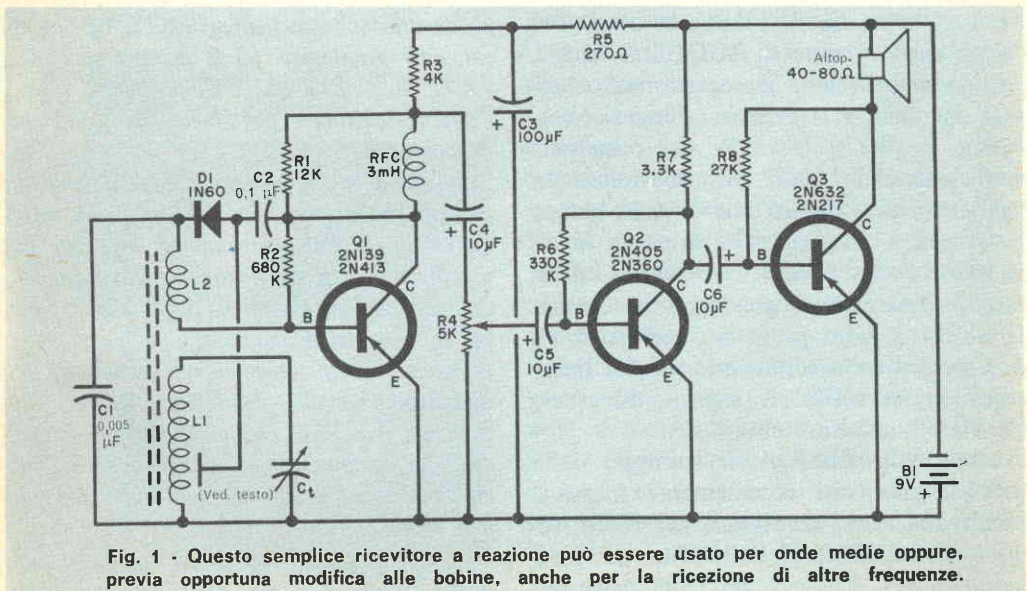 R5
270Ω
R3
4K
Altop.
40-80Ω
C3
100µF
R1
12K
RFC
3mH
R7
3.3K
R8
27K
Q3
2N632
2N217
D1
1N60
C2
0.1 µF
+
+
C4
10µF
R2
680
K
Q1
2N139
2N413
R6
330
K
Q2
2N405
2N360
C
B
E
+
C6
10µF
L2
C
B
E
R4
5K
C
B
E
+
C5
10µF
C1
0,005
µF
L1
(Ved. testo)
Ct
B1
9V
+
Fig. 1 - Questo semplice ricevitore a reazione può essere usato per onde medie oppure,
previa opportuna modifica alle bobine, anche per la ricezione di altre frequenze.